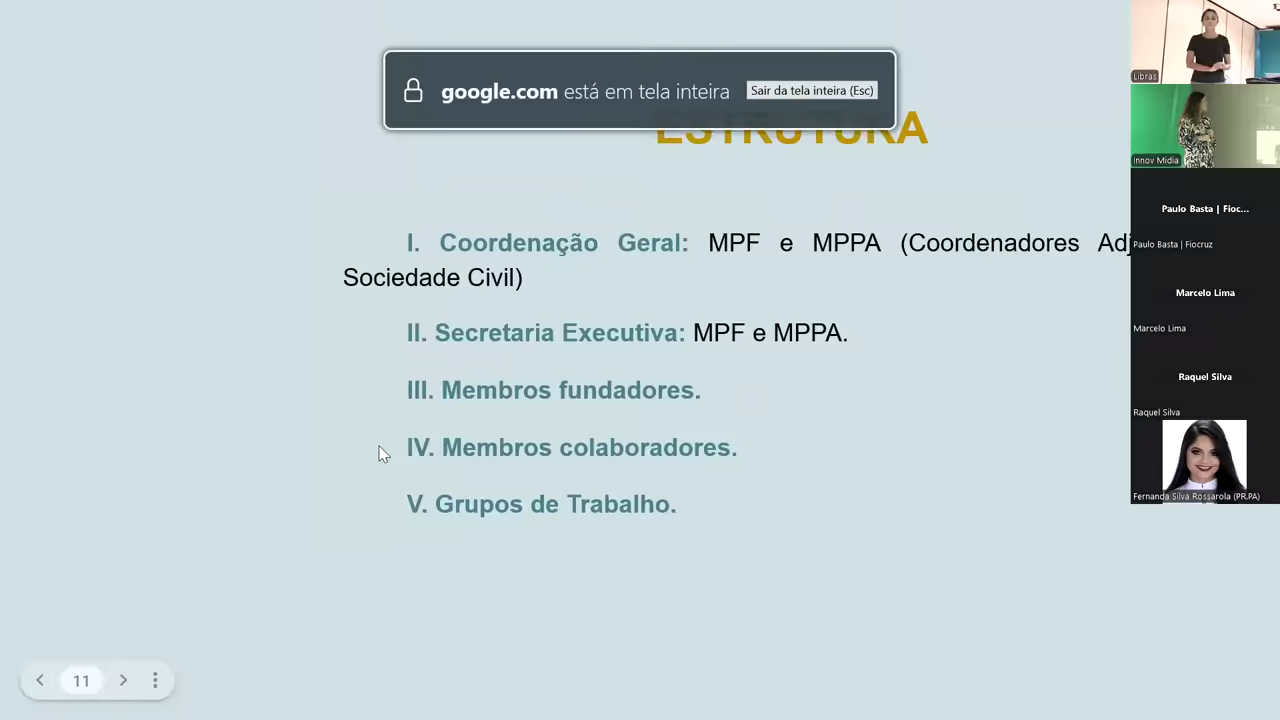 google.com está em tela inteira
Sair da tela inteira (Esc)
ESTRUTURA
I. Coordenação Geral: MPF e MPPA (Coordenadores
Sociedade Civil)
II. Secretaria Executiva: MPF e MPPA.
III. Membros fundadores.
IV. Membros colaboradores.
V. Grupos de Trabalho.
11
Libras
Innov Midia
Paulo Basta | Fioc...
Paulo Basta | Fiocruz
Marcelo Lima
Marcelo Lima
Raquel Silva
Raquel Silva
Fernanda Silva Rossarola (PR.PA)